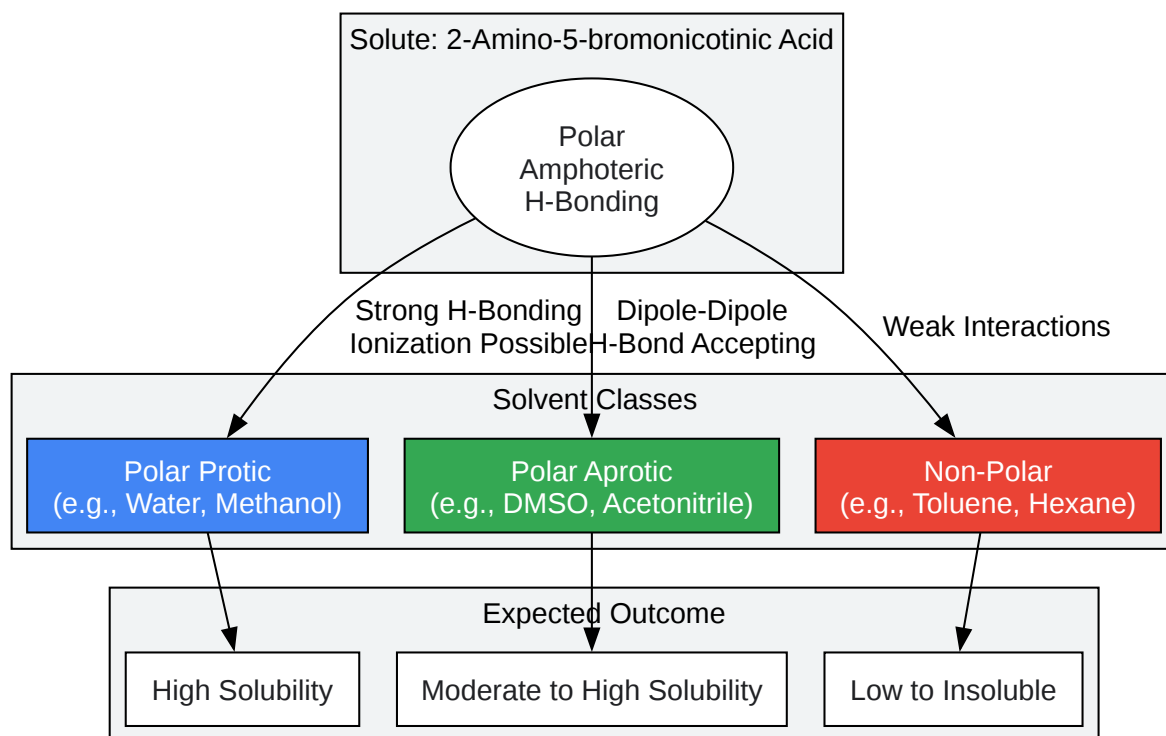 Solute: 2-Amino-5-bromonicotinic Acid
Polar
Amphoteric
H-Bonding
Strong H-Bonding
Ionization Possible
Dipole-Dipole
H-Bond Accepting
Weak Interactions
Solvent Classes
Polar Protic
(e.g., Water, Methanol)
Polar Aprotic
(e.g., DMSO, Acetonitrile)
Non-Polar
(e.g., Toluene, Hexane)
Expected Outcome
High Solubility
Moderate to High Solubility
Low to Insoluble